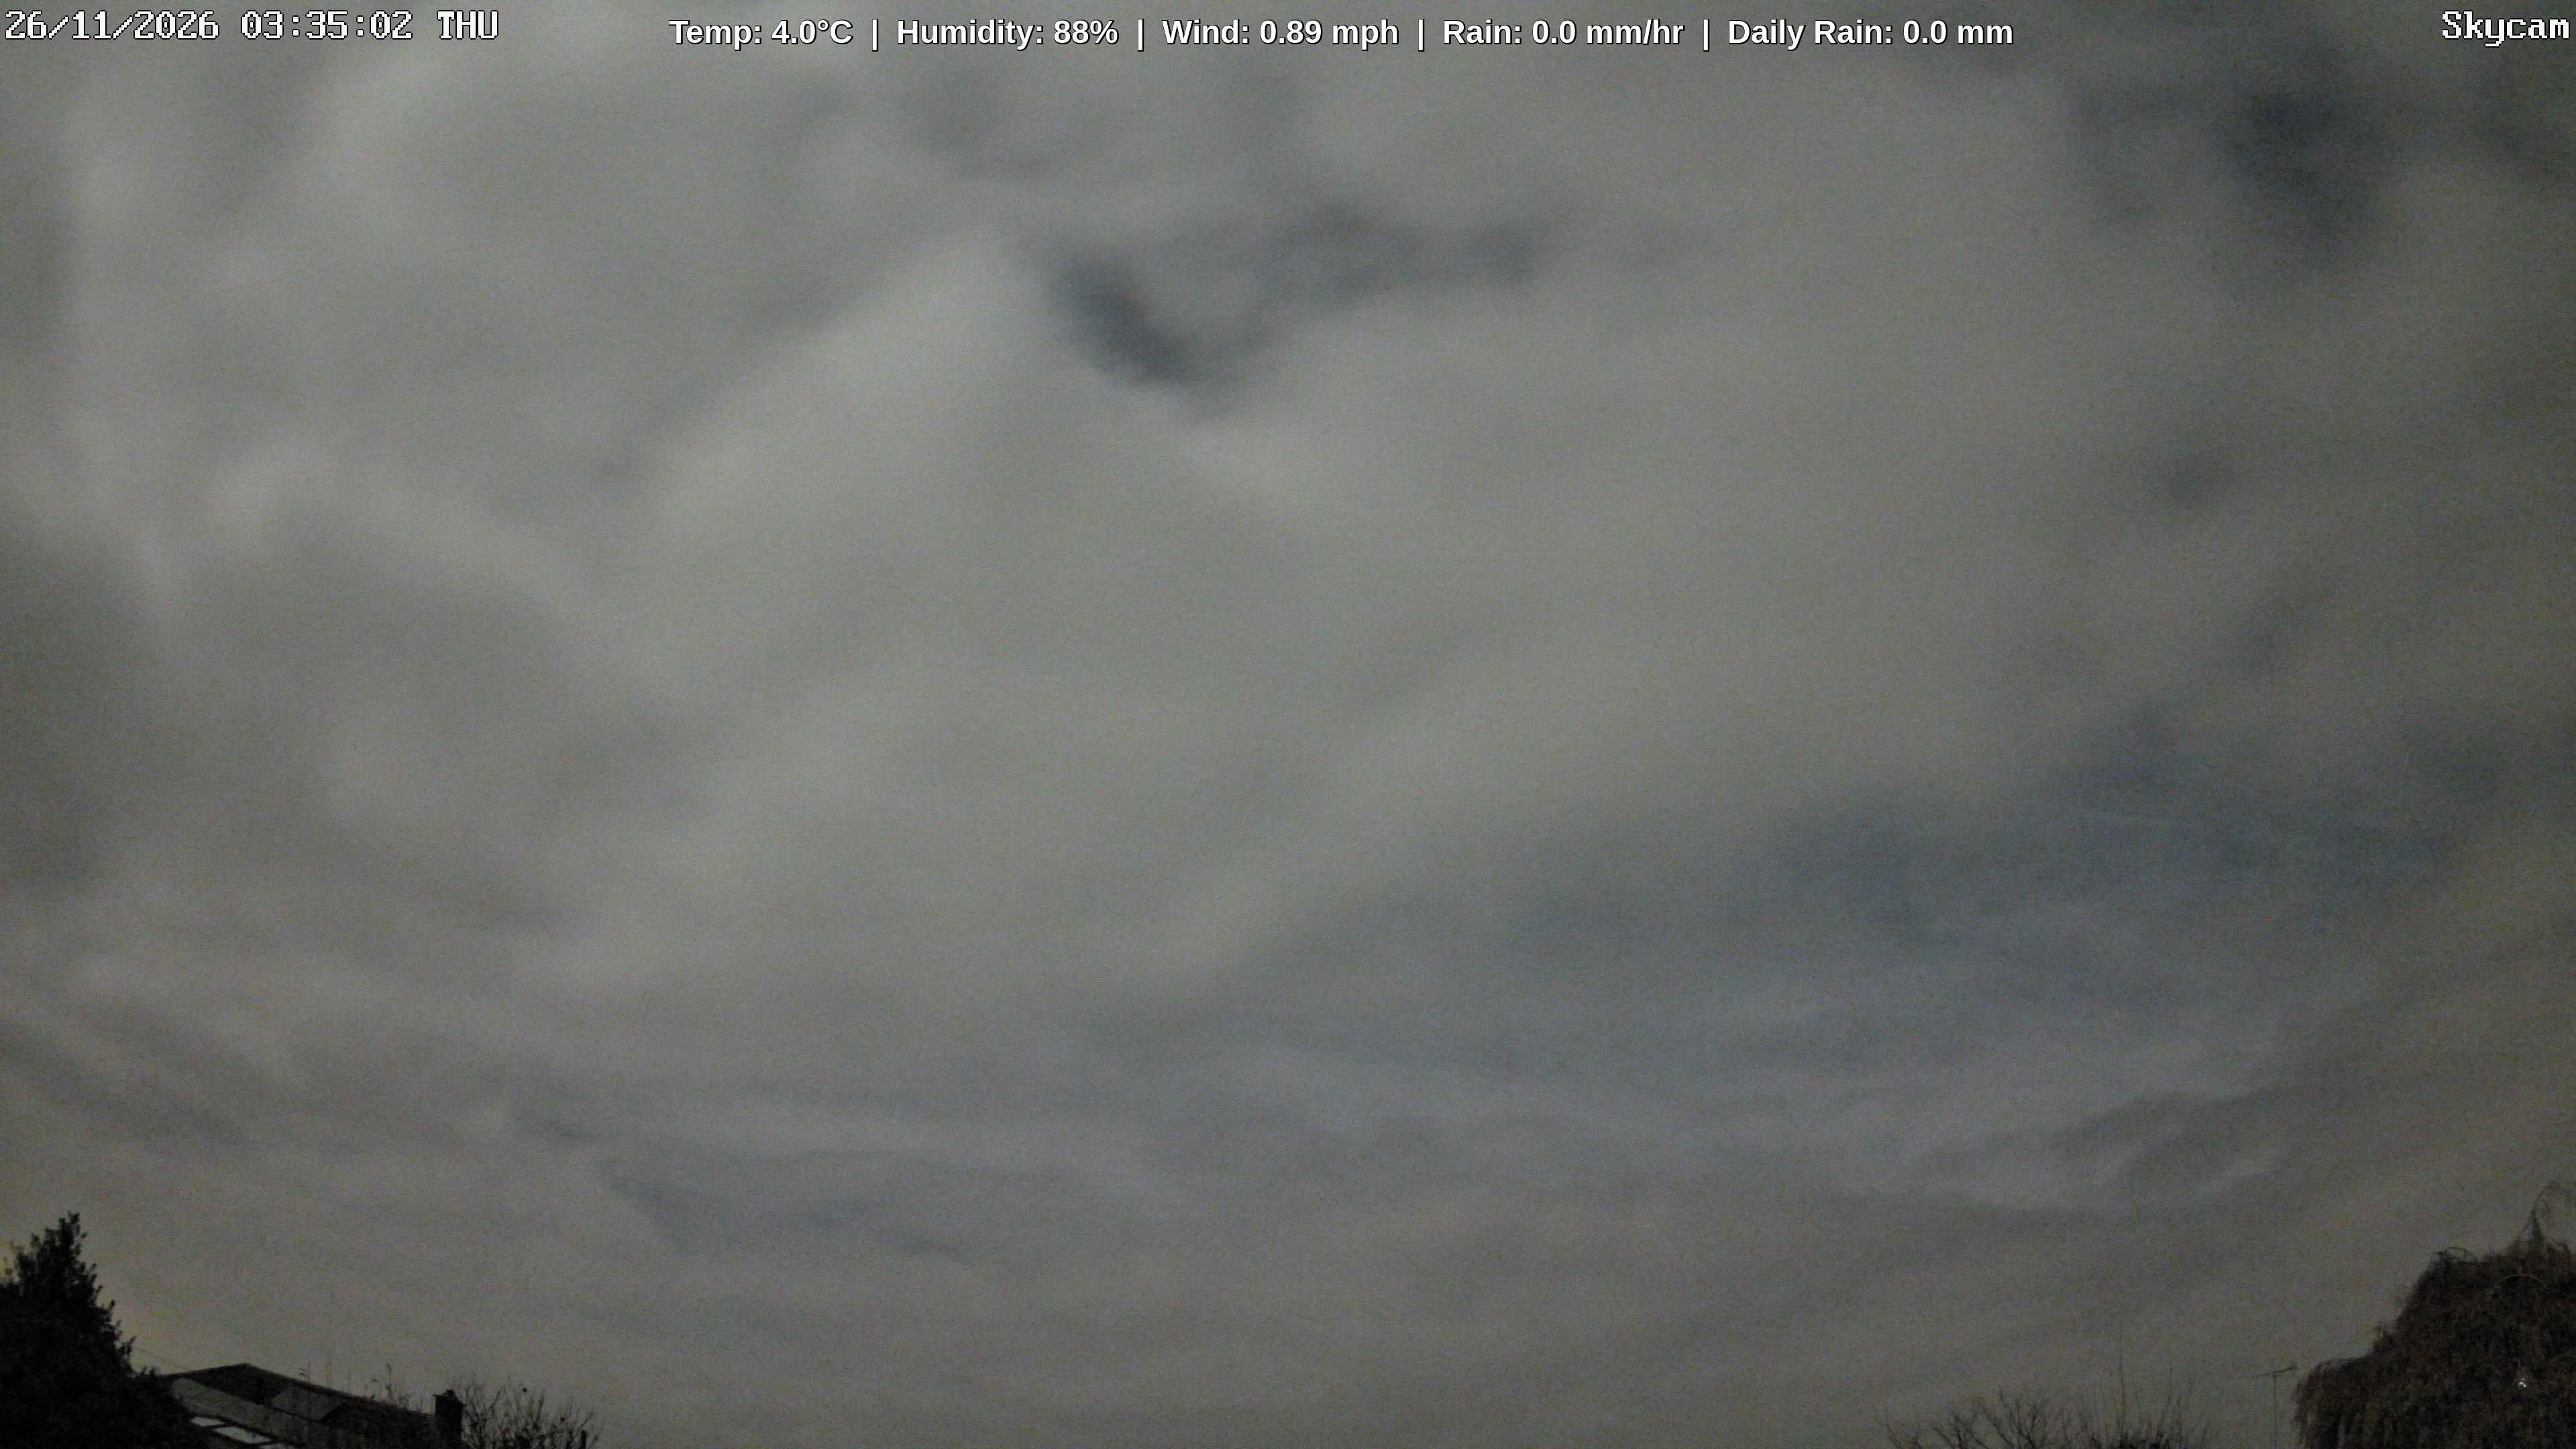 26/11/2026 03:35:02 THU
Temp: 4.0°C | Humidity: 88% | Wind: 0.89 mph | Rain: 0.0 mm/hr | Daily Rain: 0.0 mm
Skycam